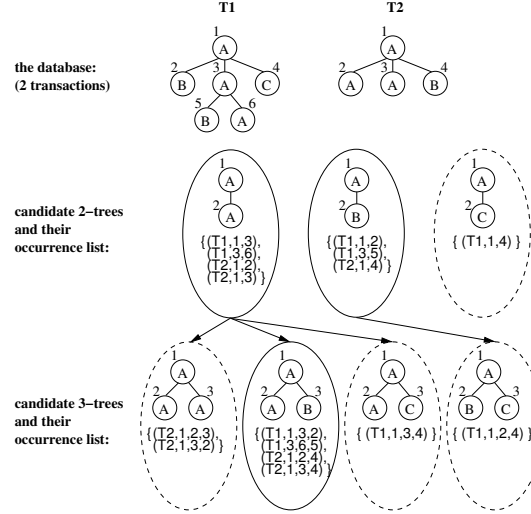 T1 T2
the database:
(2 transactions)
1
A
2 3 4
B A C
5 6
B A
1
A
2 3 4
A A B
candidate 2−trees
and their
occurrence list:
1
A
2
A
{(T1,1,3),
(T1,3,6),
(T2,1,2),
(T2,1,3) }
1
A
2
B
{(T1,1,2),
(T1,3,5),
(T2,1,4) }
1
A
2
C
{ (T1,1,4) }
candidate 3−trees
and their
occurrence list:
1
A
2 3
A A
{(T2,1,2,3),
(T2,1,3,2) }
1
A
2 3
A B
{(T1,1,3,2),
(T1,3,6,5),
(T2,1,2,4),
(T2,1,3,4) }
1
A
2 3
A C
{ (T1,1,3,4) }
1
A
2 3
B C
{ (T1,1,2,4) }